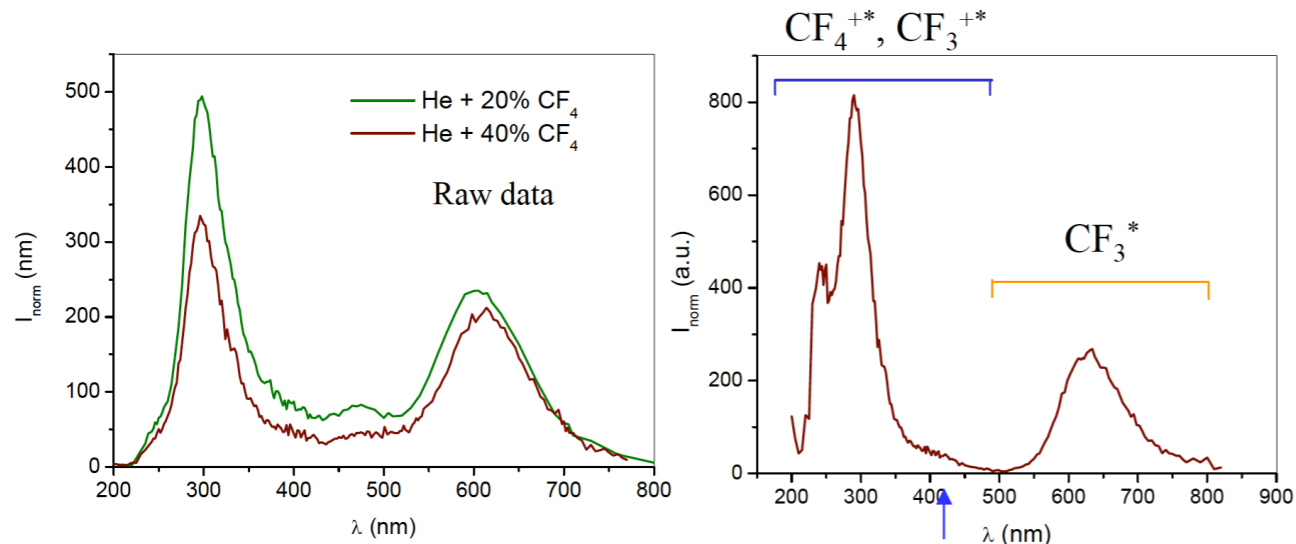 CF4+*, CF3+*
He + 20% CF4
He + 40% CF4
Raw data
Inorm (nm)
500
400
300
200
100
0
200 300 400 500 600 700 800
λ (nm)
CF3*
Inorm (a.u.)
800
600
400
200
0
200 300 400 500 600 700 800 900
λ (nm)